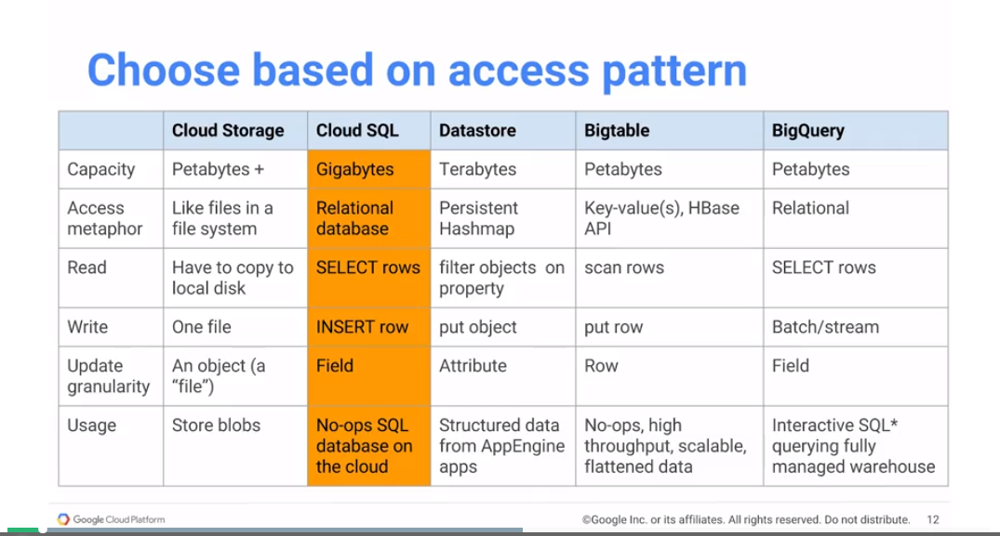 Choose based on access pattern
Cloud Storage Cloud SQL Datastore Bigtable BigQuery
Capacity Petabytes + Gigabytes Terabytes Petabytes Petabytes
Access Like files in a Relational Persistent Key-value(s), HBase Relational
metaphor file system database Hashmap API
Read Have to copy to SELECT rows filter objects on scan rows SELECT rows
local disk property
Write One file INSERT row put object put row Batch/stream
Update An object (a Field Attribute Row Field
granularity “file”)
Usage Store blobs No-ops SQL Structured data No-ops, high Interactive SQL*
database on from AppEngine throughput, scalable, querying fully
the cloud apps flattened data managed warehouse
Google Cloud Platform ©Google Inc. or its affiliates. All rights reserved. Do not distribute. 12